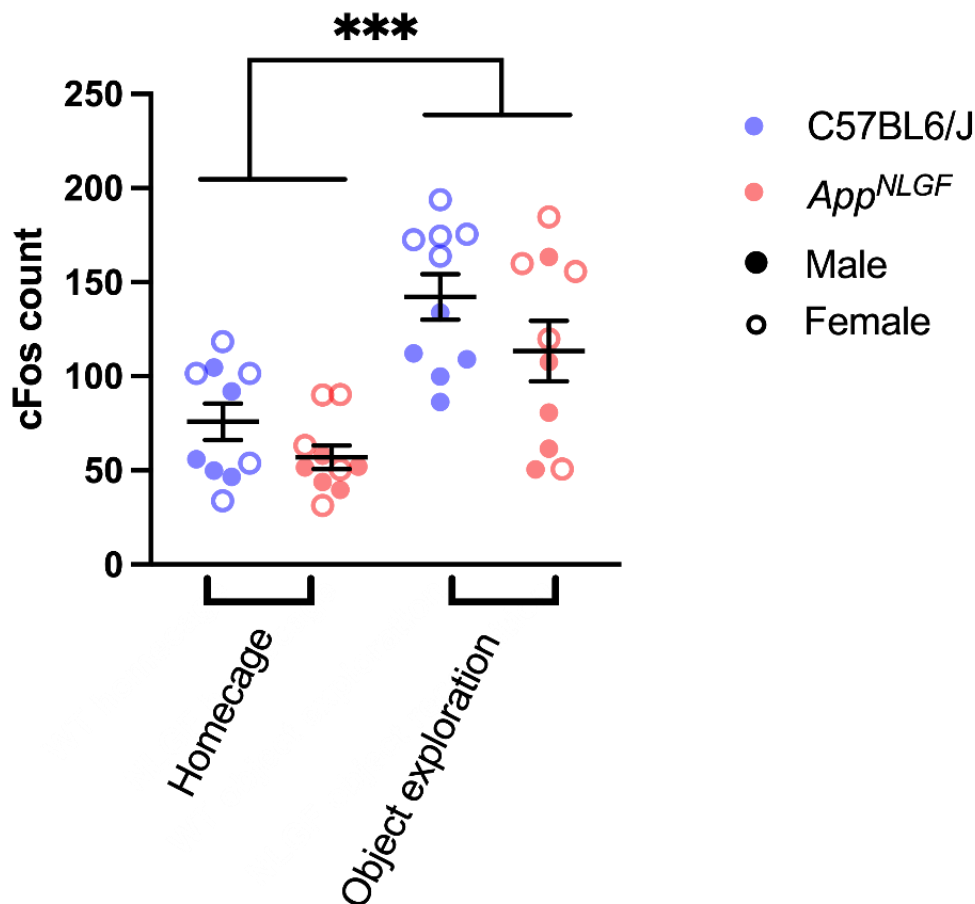 ***
250
200
150
100
50
0
cFos count
Homecage
Object exploration
C57BL6/J
App^NLGF
Male
Female